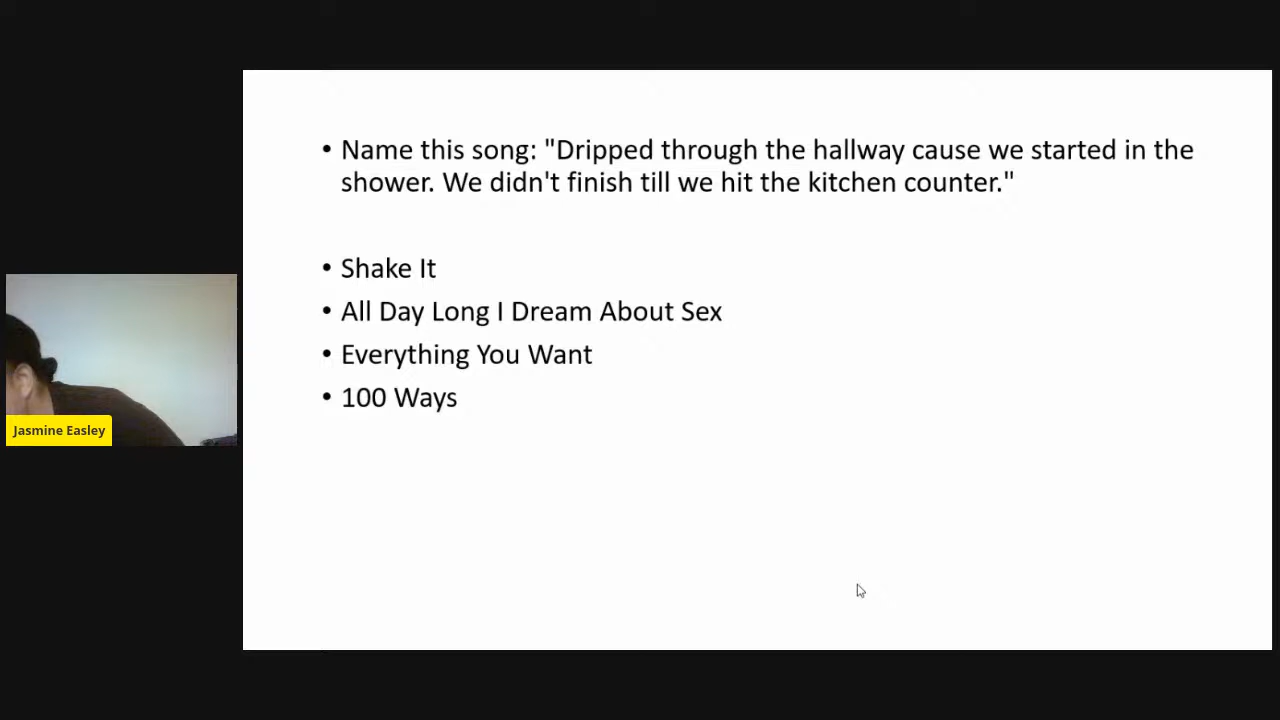 • Name this song: "Dripped through the hallway cause we started in the
shower. We didn't finish till we hit the kitchen counter."
• Shake It
• All Day Long I Dream About Sex
• Everything You Want
• 100 Ways
Jasmine Easley